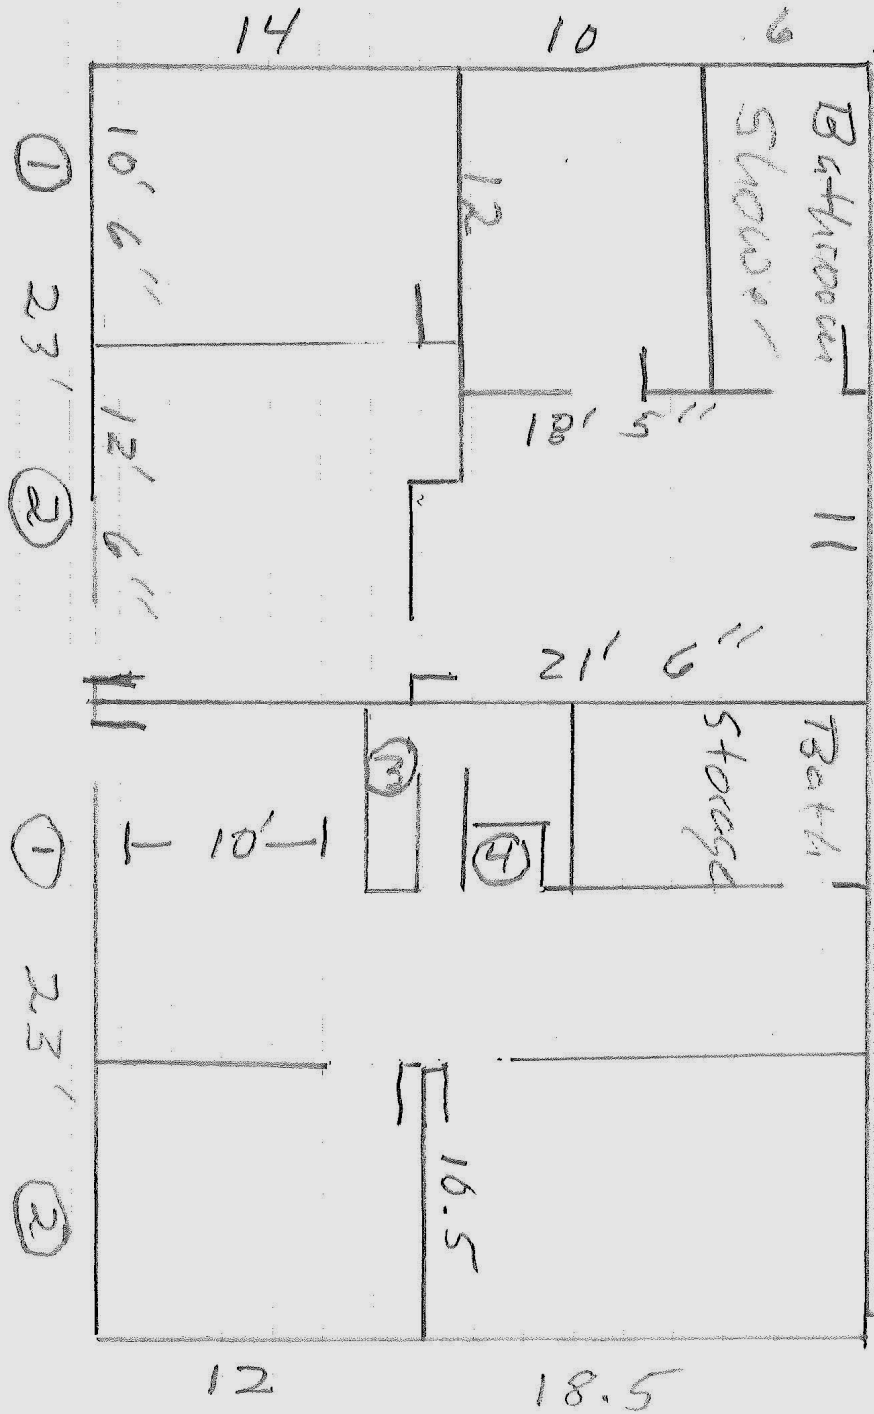 14 10 6
Bathroom
Shower
① 23' ②
10' 6"
12
12' 6"
18' 5"
11
21' 6"
③
④
Bath
Storage
① 23' ②
10'
16.5
12 18.5